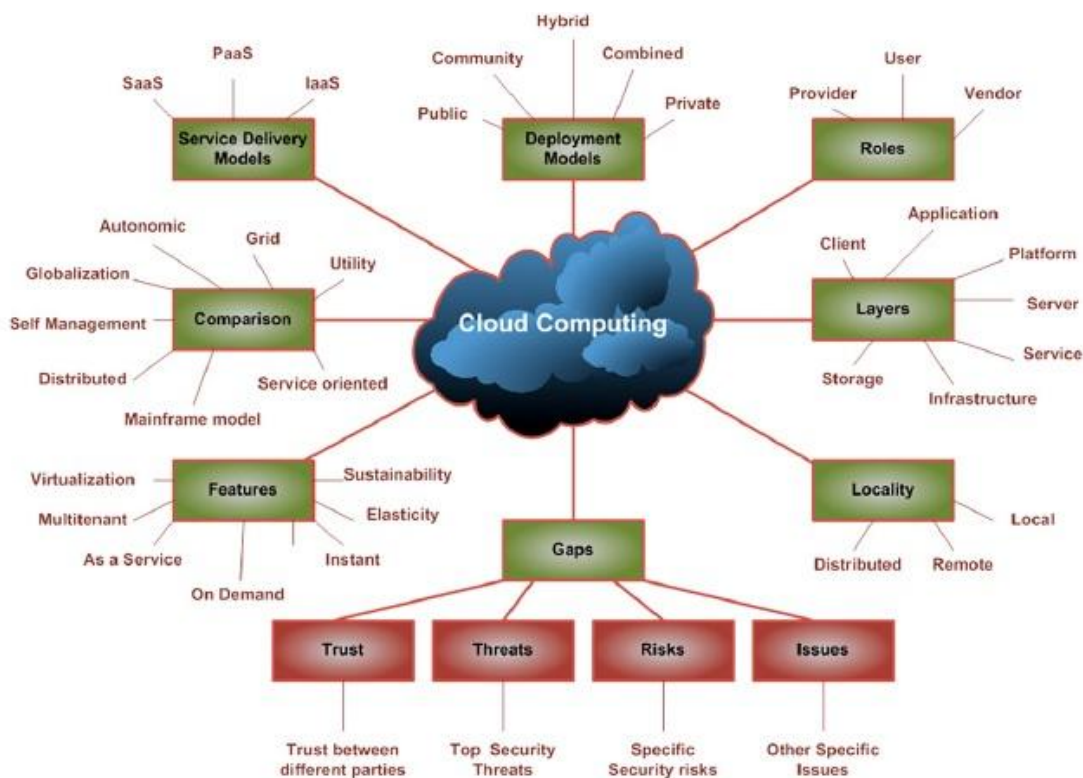 Hybrid
PaaS
Community
Combined
User
SaaS
IaaS
Public
Private
Provider
Vendor
Service Delivery
Models
Deployment
Models
Roles
Autonomic
Grid
Application
Globalization
Utility
Client
Platform
Self Management
Comparison
Cloud Computing
Layers
Server
Distributed
Service oriented
Storage
Service
Mainframe model
Infrastructure
Virtualization
Features
Sustainability
Locality
Multitenant
Elasticity
Local
As a Service
Instant
Gaps
Distributed
Remote
On Demand
Trust
Threats
Risks
Issues
Trust between
different parties
Top Security
Threats
Specific
Security risks
Other Specific
Issues